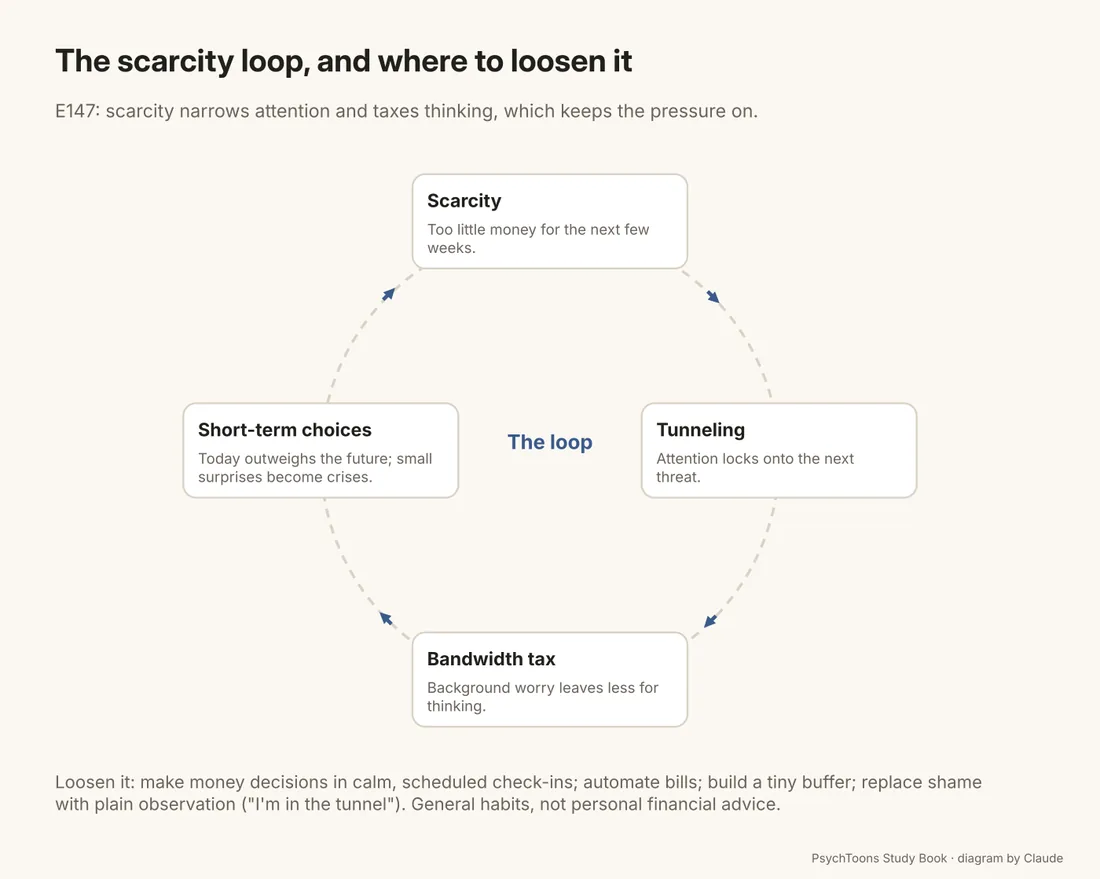 The scarcity loop, and where to loosen it
E147: scarcity narrows attention and taxes thinking, which keeps the pressure on.
Scarcity
Too little money for the next few
weeks.
Short-term choices
Today outweighs the future; small
surprises become crises.
The loop
Tunneling
Attention locks onto the next
threat.
Bandwidth tax
Background worry leaves less for
thinking.
Loosen it: make money decisions in calm, scheduled check-ins; automate bills; build a tiny buffer; replace shame
with plain observation ("I'm in the tunnel"). General habits, not personal financial advice.
PsychToons Study Book · diagram by Claude